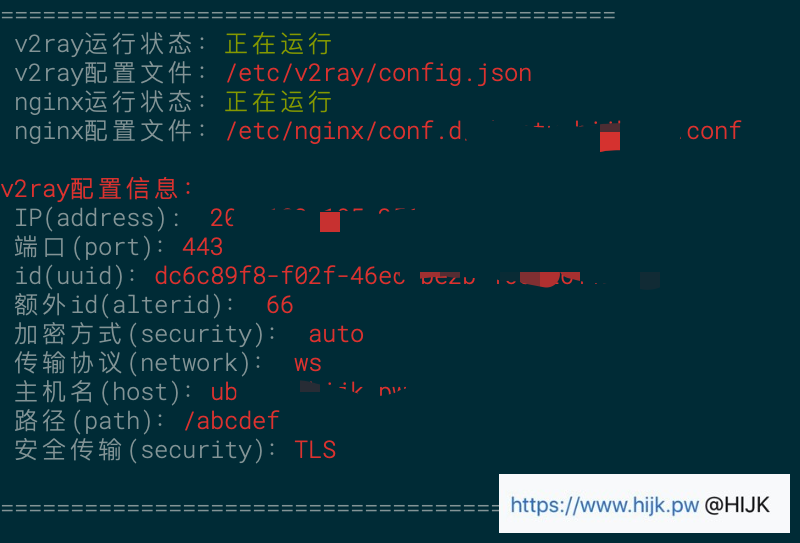 =============================================
v2ray运行状态：正在运行
v2ray配置文件：/etc/v2ray/config.json
nginx运行状态：正在运行
nginx配置文件：/etc/nginx/conf.d .conf
v2ray配置信息：
IP(address)： 20
端口(port)：443
id(uuid)：dc6c89f8-f02f-46ec
额外id(alterid)： 66
加密方式(security)： auto
传输协议(network)： ws
主机名(host)：ub hijk.pw
路径(path)：/abcdef
安全传输(security)：TLS
====================================
https://www.hijk.pw @HIJK